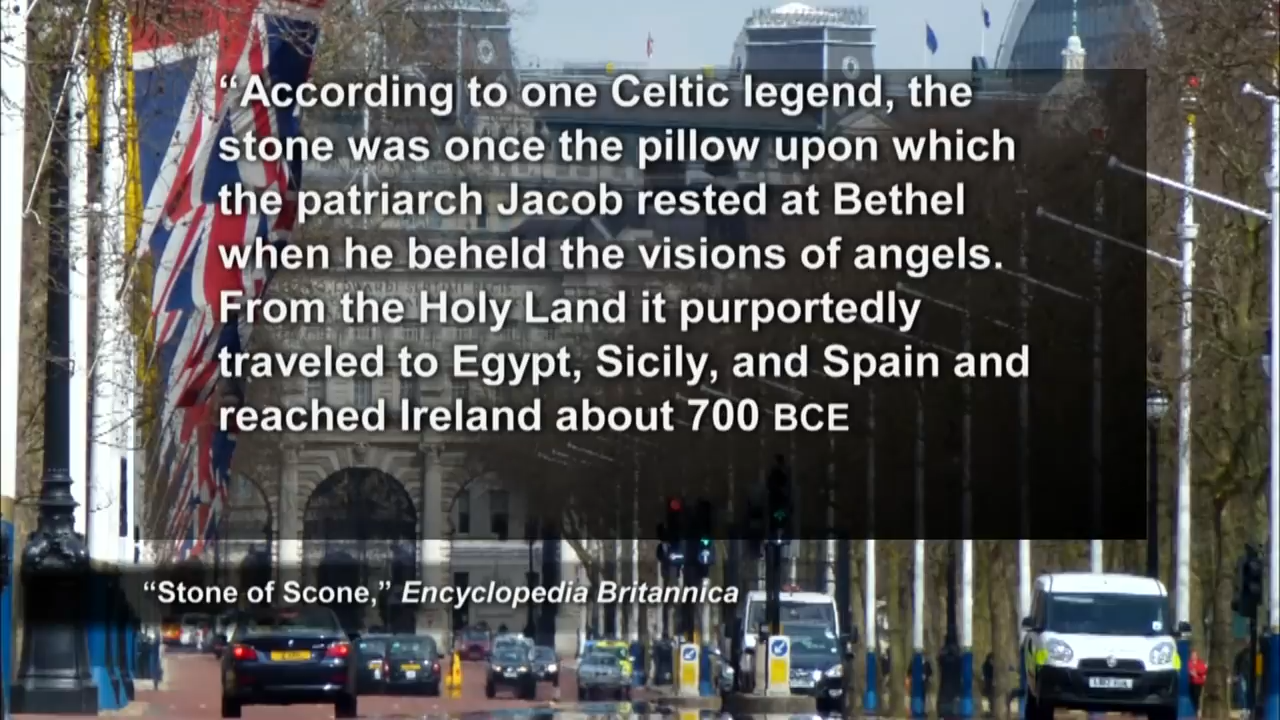 “According to one Celtic legend, the
stone was once the pillow upon which
the patriarch Jacob rested at Bethel
when he beheld the visions of angels.
From the Holy Land it purportedly
traveled to Egypt, Sicily, and Spain and
reached Ireland about 700 BCE
“Stone of Scone,” Encyclopedia Britannica